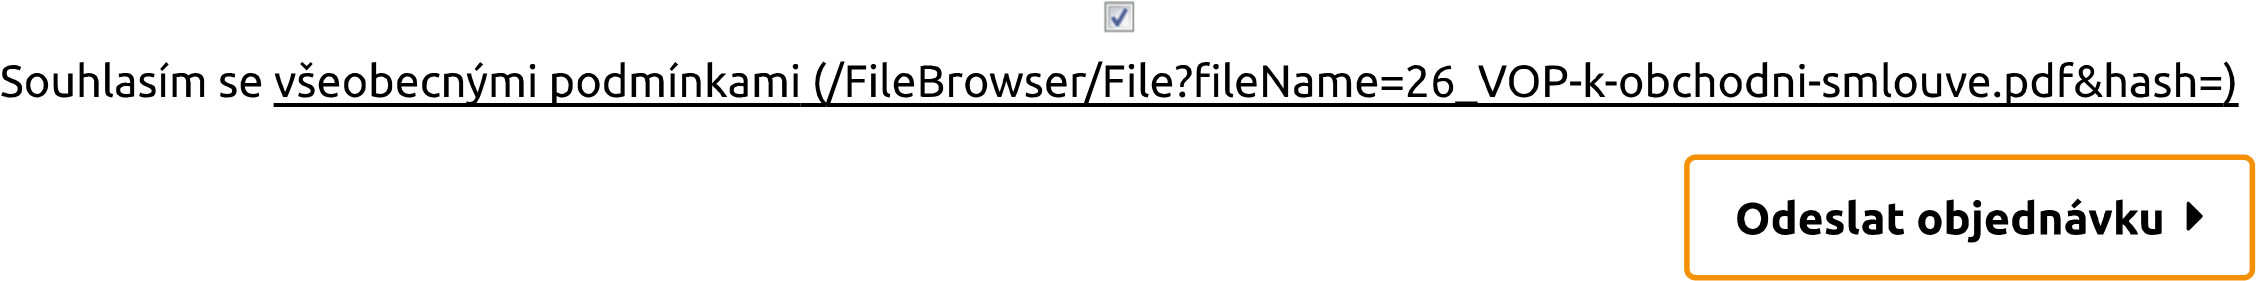 Souhlasím se všeobecnými podmínkami (/FileBrowser/File?fileName=26_VOP-k-obchodni-smlouve.pdf&hash=)
Odeslat objednávku